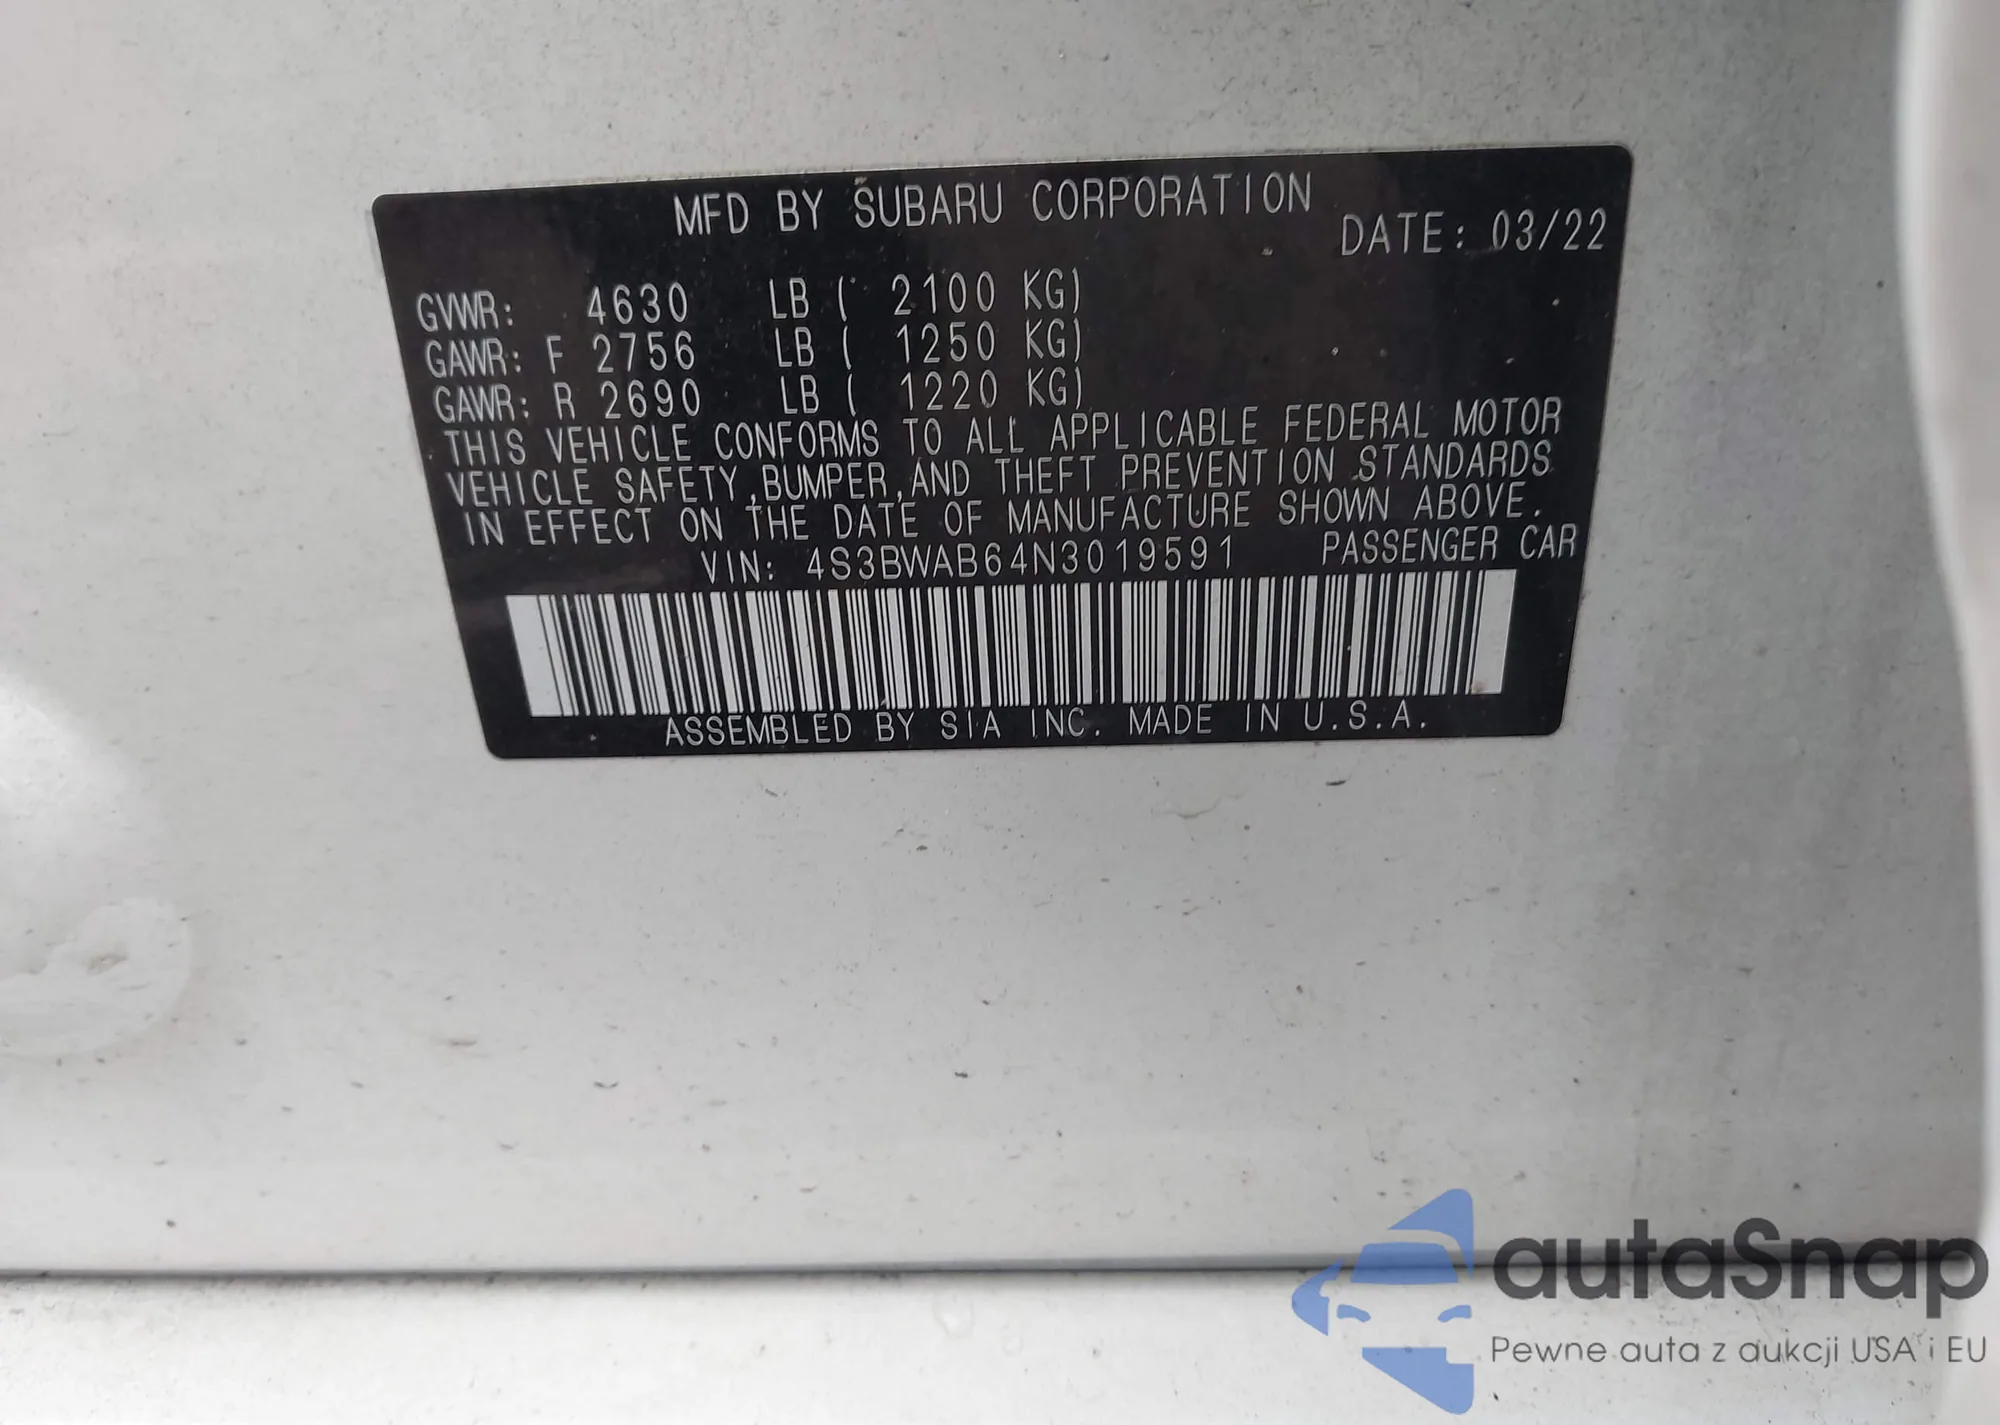 MFD BY SUBARU CORPORATION
DATE: 03/22
GVWR: 4630 LB ( 2100 KG)
GAWR: F 2756 LB ( 1250 KG)
GAWR: R 2690 LB ( 1220 KG)
THIS VEHICLE CONFORMS TO ALL APPLICABLE FEDERAL MOTOR
VEHICLE SAFETY,BUMPER,AND THEFT PREVENTION STANDARDS
IN EFFECT ON THE DATE OF MANUFACTURE SHOWN ABOVE.
VIN: 4S3BWAB64N3019591 PASSENGER CAR
ASSEMBLED BY SIA INC. MADE IN U.S.A.
autaSnap
Pewne auta z aukcji USA i EU